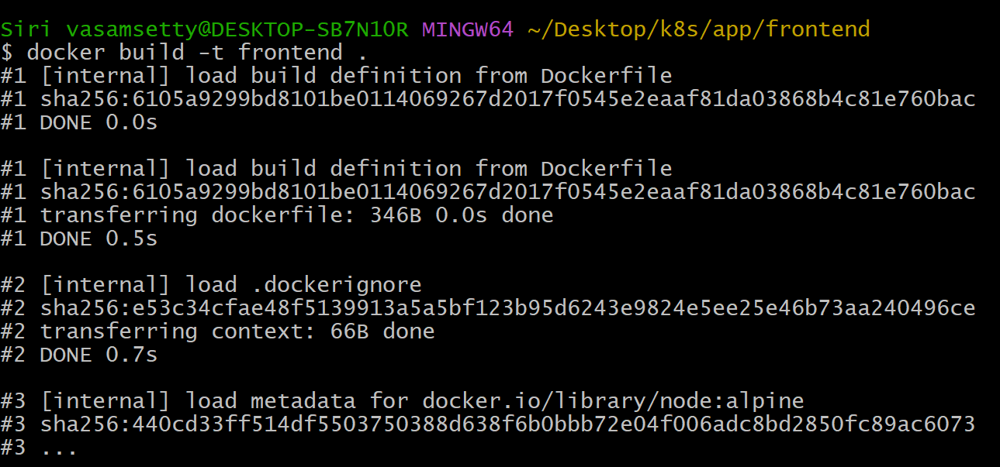 Siri vasamsetty@DESKTOP-SB7N1OR MINGW64 ~/Desktop/k8s/app/frontend
$ docker build -t frontend .
#1 [internal] load build definition from Dockerfile
#1 sha256:6105a9299bd8101be0114069267d2017f0545e2eaaf81da03868b4c81e760bac
#1 DONE 0.0s
#1 [internal] load build definition from Dockerfile
#1 sha256:6105a9299bd8101be0114069267d2017f0545e2eaaf81da03868b4c81e760bac
#1 transferring dockerfile: 346B 0.0s done
#1 DONE 0.5s
#2 [internal] load .dockerignore
#2 sha256:e53c34cfae48f5139913a5a5bf123b95d6243e9824e5ee25e46b73aa240496ce
#2 transferring context: 66B done
#2 DONE 0.7s
#3 [internal] load metadata for docker.io/library/node:alpine
#3 sha256:440cd33ff514df5503750388d638f6b0bbb72e04f006adc8bd2850fc89ac6073
#3 ...